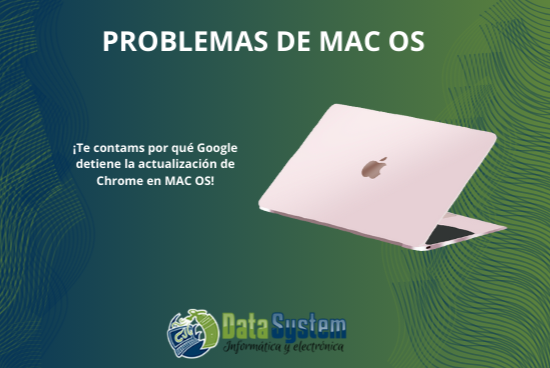 PROBLEMAS DE MAC OS
¡Te contams por qué Google
detiene la actualización de
Chrome en MAC OS!
Data System
Informática y electrónica